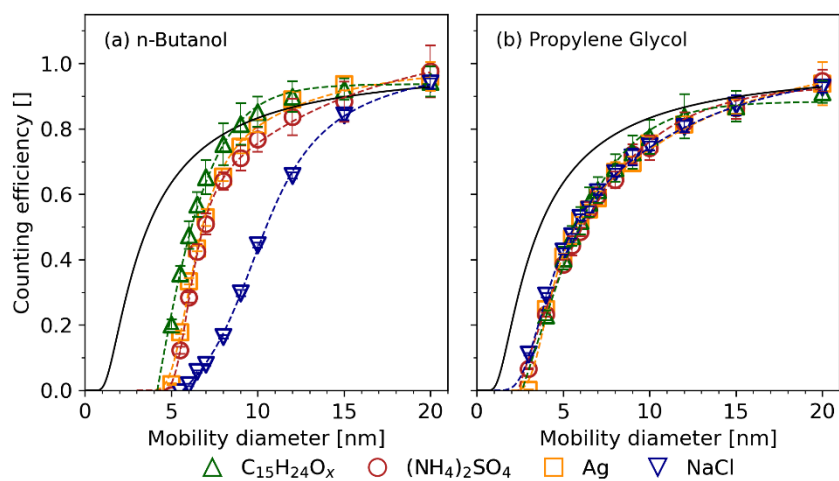 (a) n-Butanol (b) Propylene Glycol
1.0
0.8
0.6
0.4
0.2
0.0
Counting efficiency []
0 5 10 15 20 0 5 10 15 20
Mobility diameter [nm] Mobility diameter [nm]
C₁₅H₂₄Oₓ (NH₄)₂SO₄ Ag NaCl